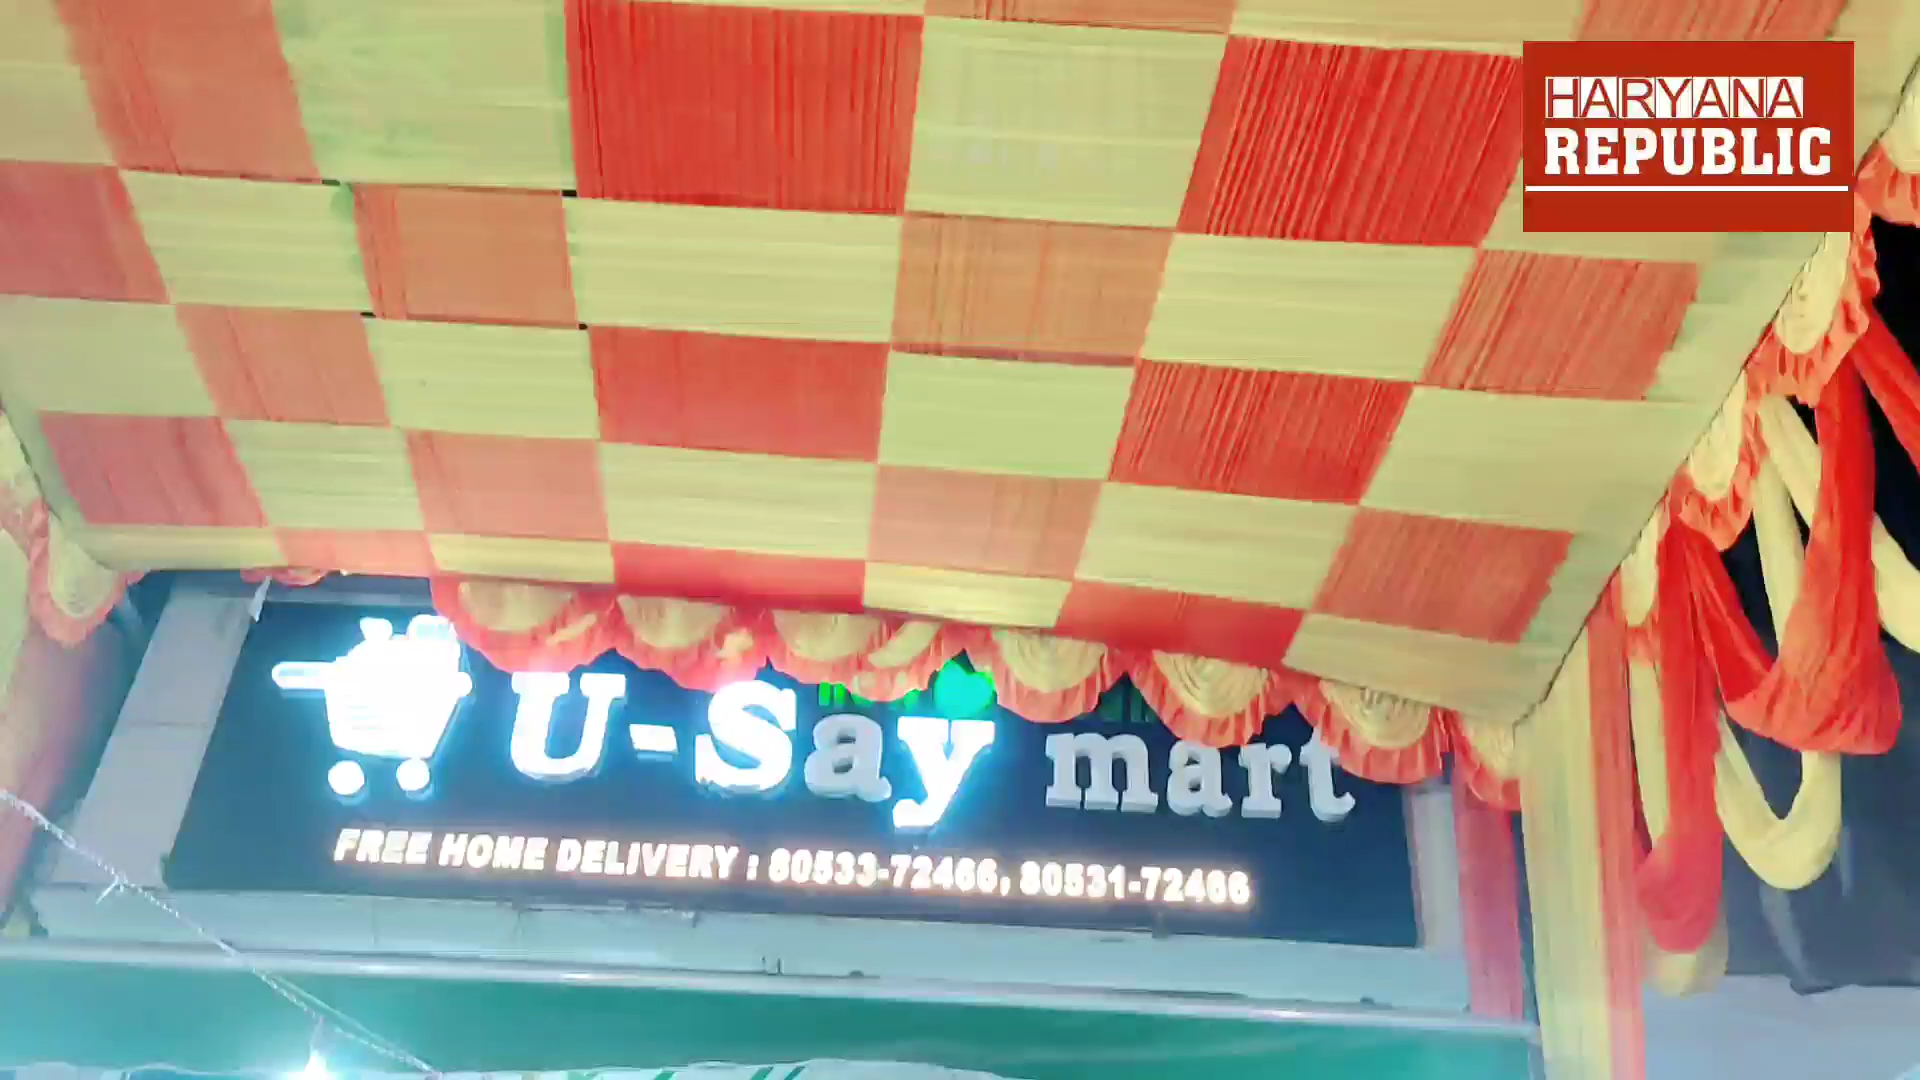 HARYANA
REPUBLIC
U-Say mart
FREE HOME DELIVERY : 80533-72466, 80531-72466